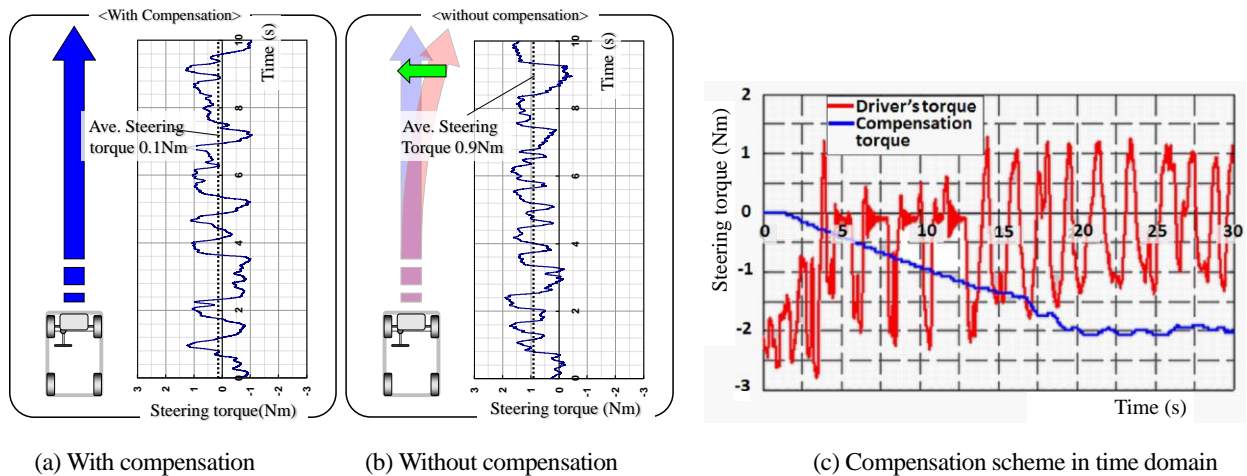 <With Compensation>
Ave. Steering
torque 0.1Nm
Time (s)
0
2
4
6
8
10
3 2 1 0 -1 -2 -3
Steering torque(Nm)
(a) With compensation
<without compensation>
Ave. Steering
Torque 0.9Nm
Time (s)
0
2
4
6
8
10
3 2 1 0 -1 -2 -3
Steering torque (Nm)
(b) Without compensation
Driver's torque
Compensation
torque
Steering torque (Nm)
2
1
0
-1
-2
-3
0 5 10 15 20 25 30
Time (s)
(c) Compensation scheme in time domain